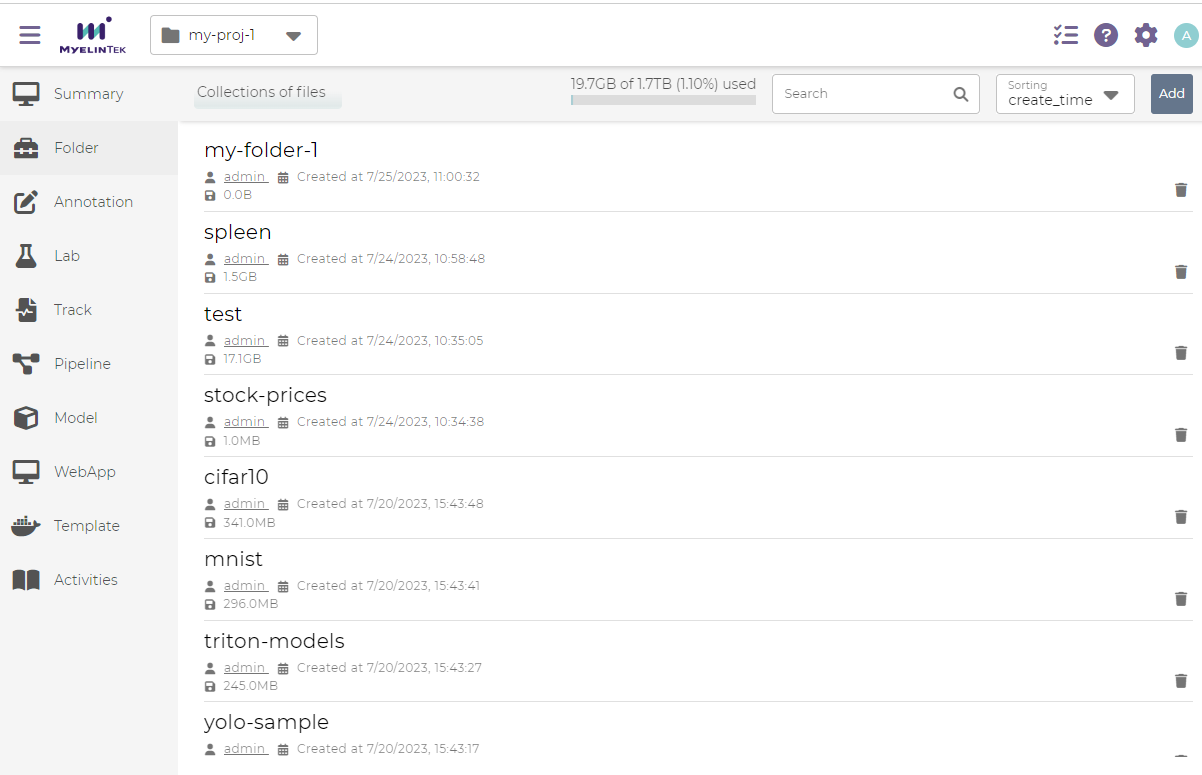 MYELINTEK
my-proj-1
?
A
Summary
Folder
Annotation
Lab
Track
Pipeline
Model
WebApp
Template
Activities
Collections of files
19.7GB of 1.7TB (1.10%) used
Search
Sorting
create_time
Add
my-folder-1
admin Created at 7/25/2023, 11:00:32
0.0B
spleen
admin Created at 7/24/2023, 10:58:48
1.5GB
test
admin Created at 7/24/2023, 10:35:05
17.1GB
stock-prices
admin Created at 7/24/2023, 10:34:38
1.0MB
cifar10
admin Created at 7/20/2023, 15:43:48
341.0MB
mnist
admin Created at 7/20/2023, 15:43:41
296.0MB
triton-models
admin Created at 7/20/2023, 15:43:27
245.0MB
yolo-sample
admin Created at 7/20/2023, 15:43:17